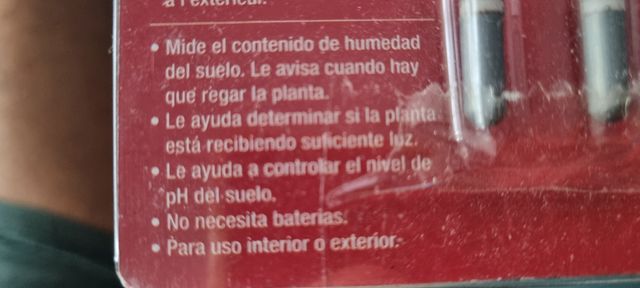 à l'extérieur.
• Mide el contenido de humedad
del suelo. Le avisa cuando hay
que regar la planta.
• Le ayuda determinar si la planta
está recibiendo suficiente luz.
• Le ayuda a controlar el nivel de
pH del suelo.
• No necesita baterías.
• Para uso interior o exterior.